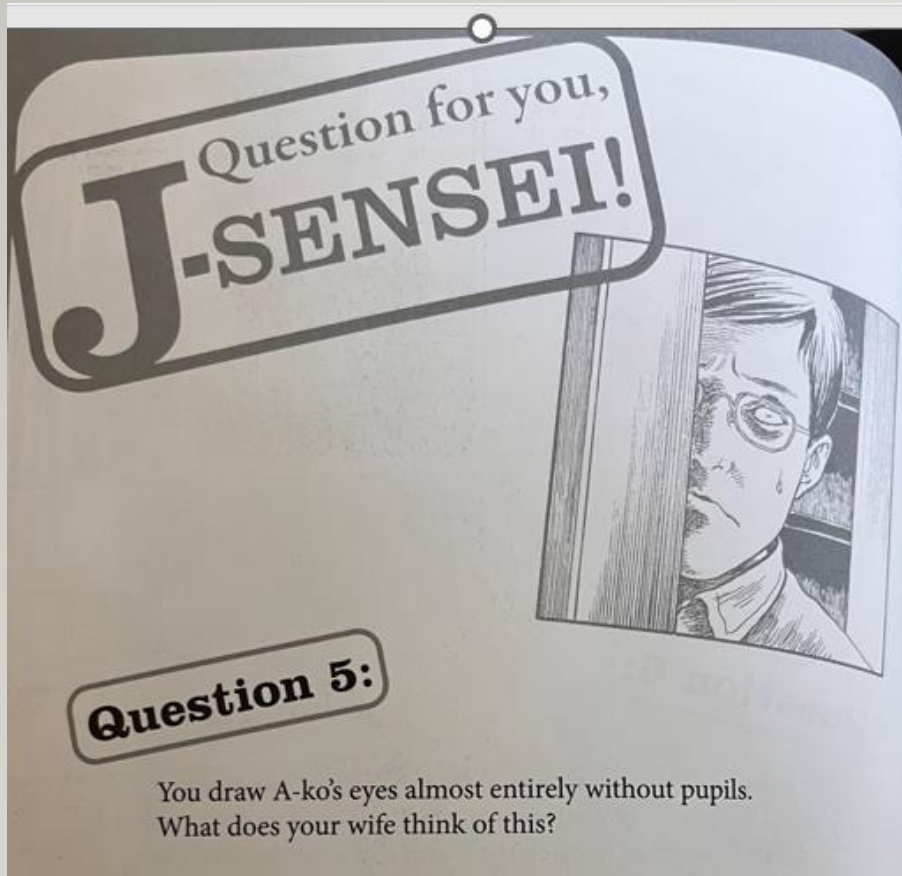 Question for you,
J-SENSEI!
Question 5:
You draw A-ko's eyes almost entirely without pupils.
What does your wife think of this?